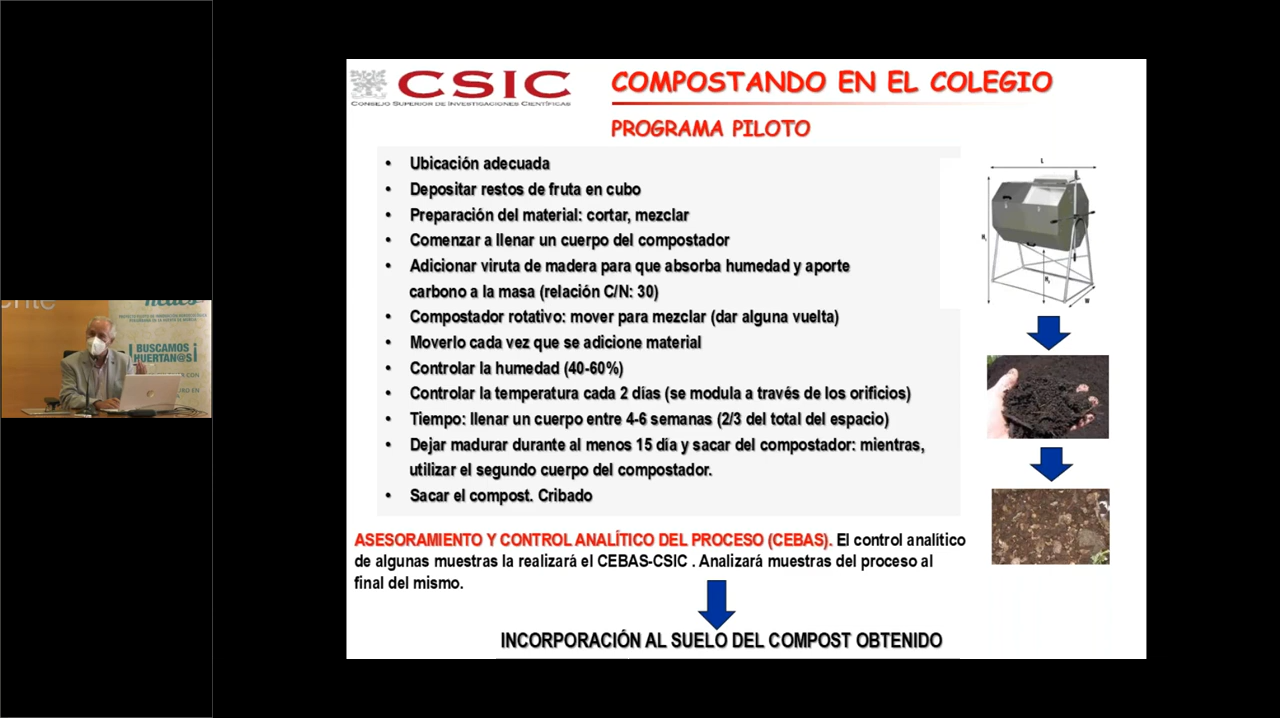 CSIC
CONSEJO SUPERIOR DE INVESTIGACIONES CIENTÍFICAS
COMPOSTANDO EN EL COLEGIO
PROGRAMA PILOTO
• Ubicación adecuada
• Depositar restos de fruta en cubo
• Preparación del material: cortar, mezclar
• Comenzar a llenar un cuerpo del compostador
• Adicionar viruta de madera para que absorba humedad y aporte
carbono a la masa (relación C/N: 30)
• Compostador rotativo: mover para mezclar (dar alguna vuelta)
• Moverlo cada vez que se adicione material
• Controlar la humedad (40-60%)
• Controlar la temperatura cada 2 días (se modula a través de los orificios)
• Tiempo: llenar un cuerpo entre 4-6 semanas (2/3 del total del espacio)
• Dejar madurar durante al menos 15 día y sacar del compostador: mientras,
utilizar el segundo cuerpo del compostador.
• Sacar el compost. Cribado
L
W
ASESORAMIENTO Y CONTROL ANALÍTICO DEL PROCESO (CEBAS). El control analítico
de algunas muestras la realizará el CEBAS-CSIC . Analizará muestras del proceso al
final del mismo.
INCORPORACIÓN AL SUELO DEL COMPOST OBTENIDO
¡BUSCAMOS
HUERTAN@S!